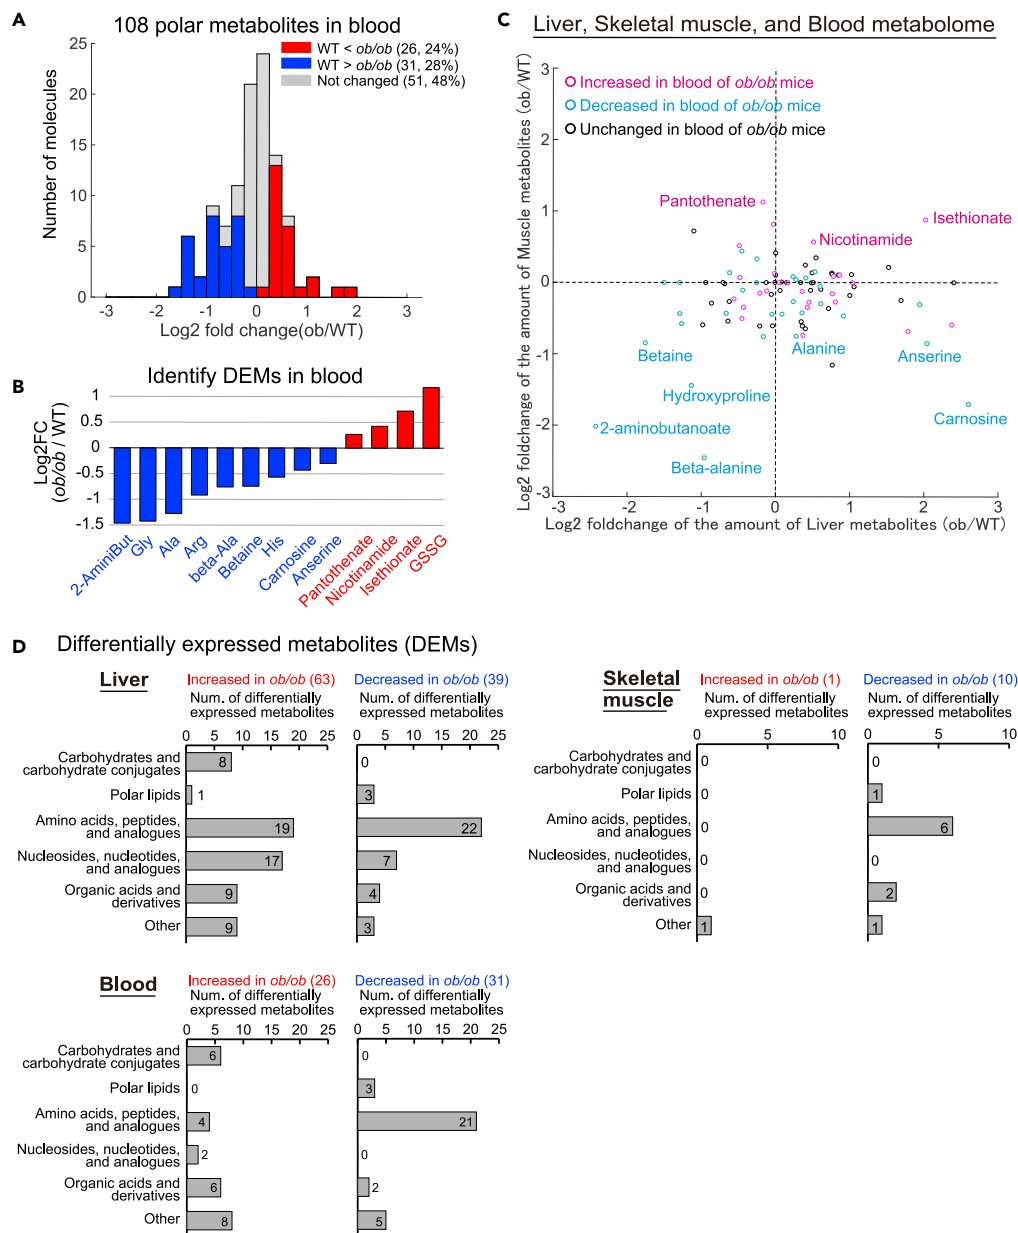 A
108 polar metabolites in blood
WT < ob/ob (26, 24%)
WT > ob/ob (31, 28%)
Not changed (51, 48%)
Number of molecules
25
20
15
10
5
0
-3 -2 -1 0 1 2
Log2 fold change(ob/WT)
B
Identify DEMs in blood
Log2FC
(ob/ob / WT)
1
0.5
0
-0.5
-1
-1.5
2-AminiBut
Gly
Ala
Arg
beta-Ala
Betaine
His
Carnosine
Anserine
Pantothenate
Nicotinamide
Isethionate
GSSG
C
Liver, Skeletal muscle, and Blood metabolome
Log2 foldchange of the amount of Muscle metabolites (ob/WT)
3
2
1
0
-1
-2
-3
Increased in blood of ob/ob mice
Decreased in blood of ob/ob mice
Unchanged in blood of ob/ob mice
Pantothenate
Isethionate
Nicotinamide
Betaine
Alanine
Anserine
Hydroxyproline
Carnosine
2-aminobutanoate
Beta-alanine
-3 -2 -1 0 1 2 3
Log2 foldchange of the amount of Liver metabolites (ob/WT)
D
Differentially expressed metabolites (DEMs)
Liver
Increased in ob/ob (63)
Num. of differentially
expressed metabolites
0 5 10 15 20 25
Decreased in ob/ob (39)
Num. of differentially
expressed metabolites
0 5 10 15 20 25
Carbohydrates and
carbohydrate conjugates
8
0
Polar lipids
1
3
Amino acids, peptides,
and analogues
19
22
Nucleosides, nucleotides,
and analogues
17
7
Organic acids and
derivatives
9
4
Other
9
3
Skeletal
muscle
Increased in ob/ob (1)
Num. of differentially
expressed metabolites
0 5 10
Decreased in ob/ob (10)
Num. of differentially
expressed metabolites
0 5 10
Carbohydrates and
carbohydrate conjugates
0
0
Polar lipids
0
1
Amino acids, peptides,
and analogues
0
6
Nucleosides, nucleotides,
and analogues
0
0
Organic acids and
derivatives
0
2
Other
1
1
Blood
Increased in ob/ob (26)
Num. of differentially
expressed metabolites
0 5 10 15 20 25
Decreased in ob/ob (31)
Num. of differentially
expressed metabolites
0 5 10 15 20 25
Carbohydrates and
carbohydrate conjugates
6
0
Polar lipids
0
3
Amino acids, peptides,
and analogues
4
21
Nucleosides, nucleotides,
and analogues
2
0
Organic acids and
derivatives
6
2
Other
8
5